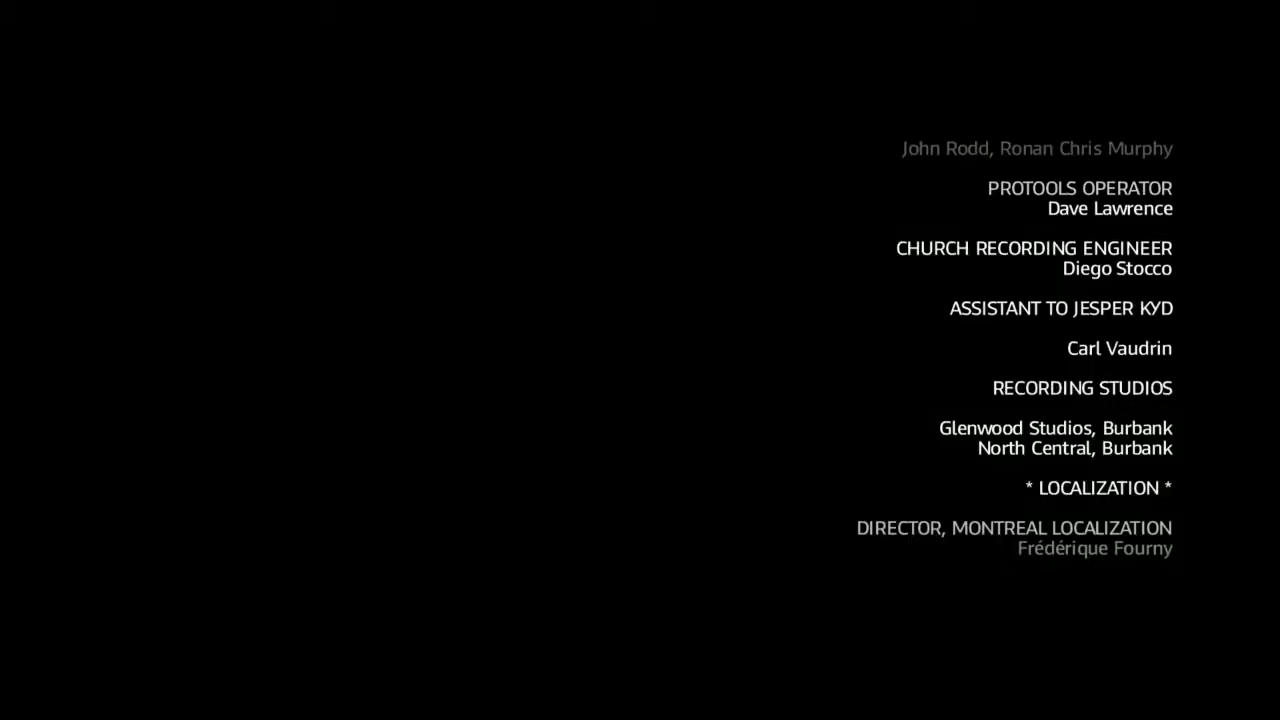 John Rodd, Ronan Chris Murphy
PROTOOLS OPERATOR
Dave Lawrence
CHURCH RECORDING ENGINEER
Diego Stocco
ASSISTANT TO JESPER KYD
Carl Vaudrin
RECORDING STUDIOS
Glenwood Studios, Burbank
North Central, Burbank
* LOCALIZATION *
DIRECTOR, MONTREAL LOCALIZATION
Frédérique Fourny